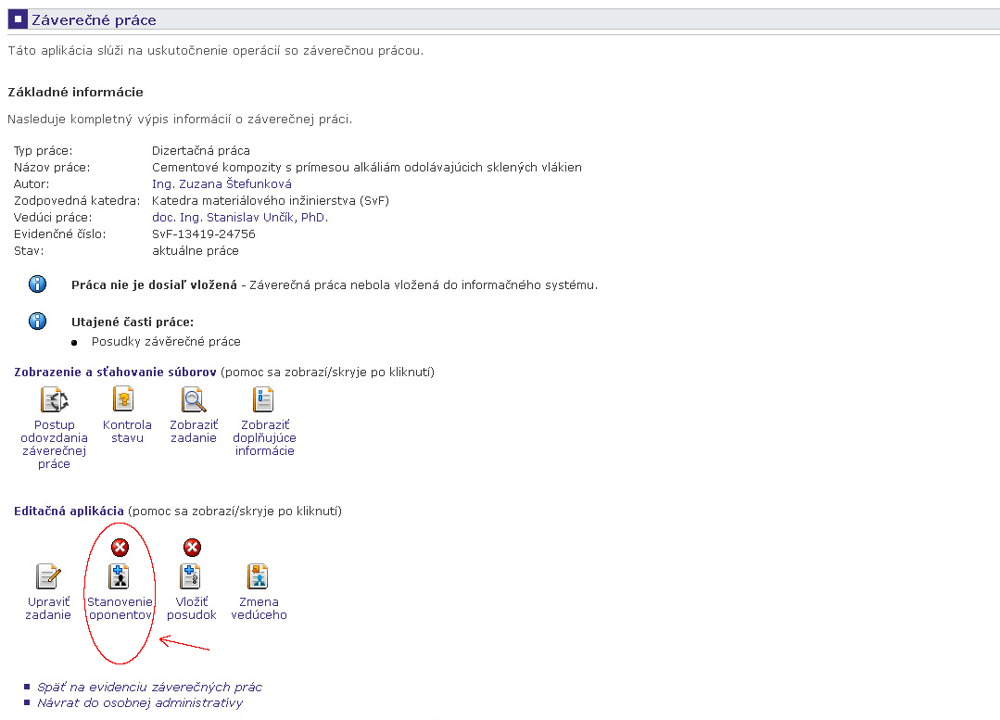 Záverečné práce
Táto aplikácia slúži na uskutočnenie operácií so záverečnou prácou.
Základné informácie
Nasleduje kompletný výpis informácií o záverečnej práci.
Typ práce: Dizertačná práca
Názov práce: Cementové kompozity s prímesou alkáliám odolávajúcich sklených vlákien
Autor: Ing. Zuzana Štefunková
Zodpovedná katedra: Katedra materiálového inžinierstva (SvF)
Vedúci práce: doc. Ing. Stanislav Unčík, PhD.
Evidenčné číslo: SvF-13419-24756
Stav: aktuálne práce
Práca nie je dosiaľ vložená - Záverečná práca nebola vložená do informačného systému.
Utajené časti práce:
Posudky závěrečné práce
Zobrazenie a sťahovanie súborov (pomoc sa zobrazí/skryje po kliknutí)
Postup odovzdania záverečnej práce
Kontrola stavu
Zobraziť zadanie
Zobraziť doplňujúce informácie
Editačná aplikácia (pomoc sa zobrazí/skryje po kliknutí)
Upraviť zadanie
Stanovenie oponentov
Vložiť posudok
Zmena vedúceho
Späť na evidenciu záverečných prác
Návrat do osobnej administratívy